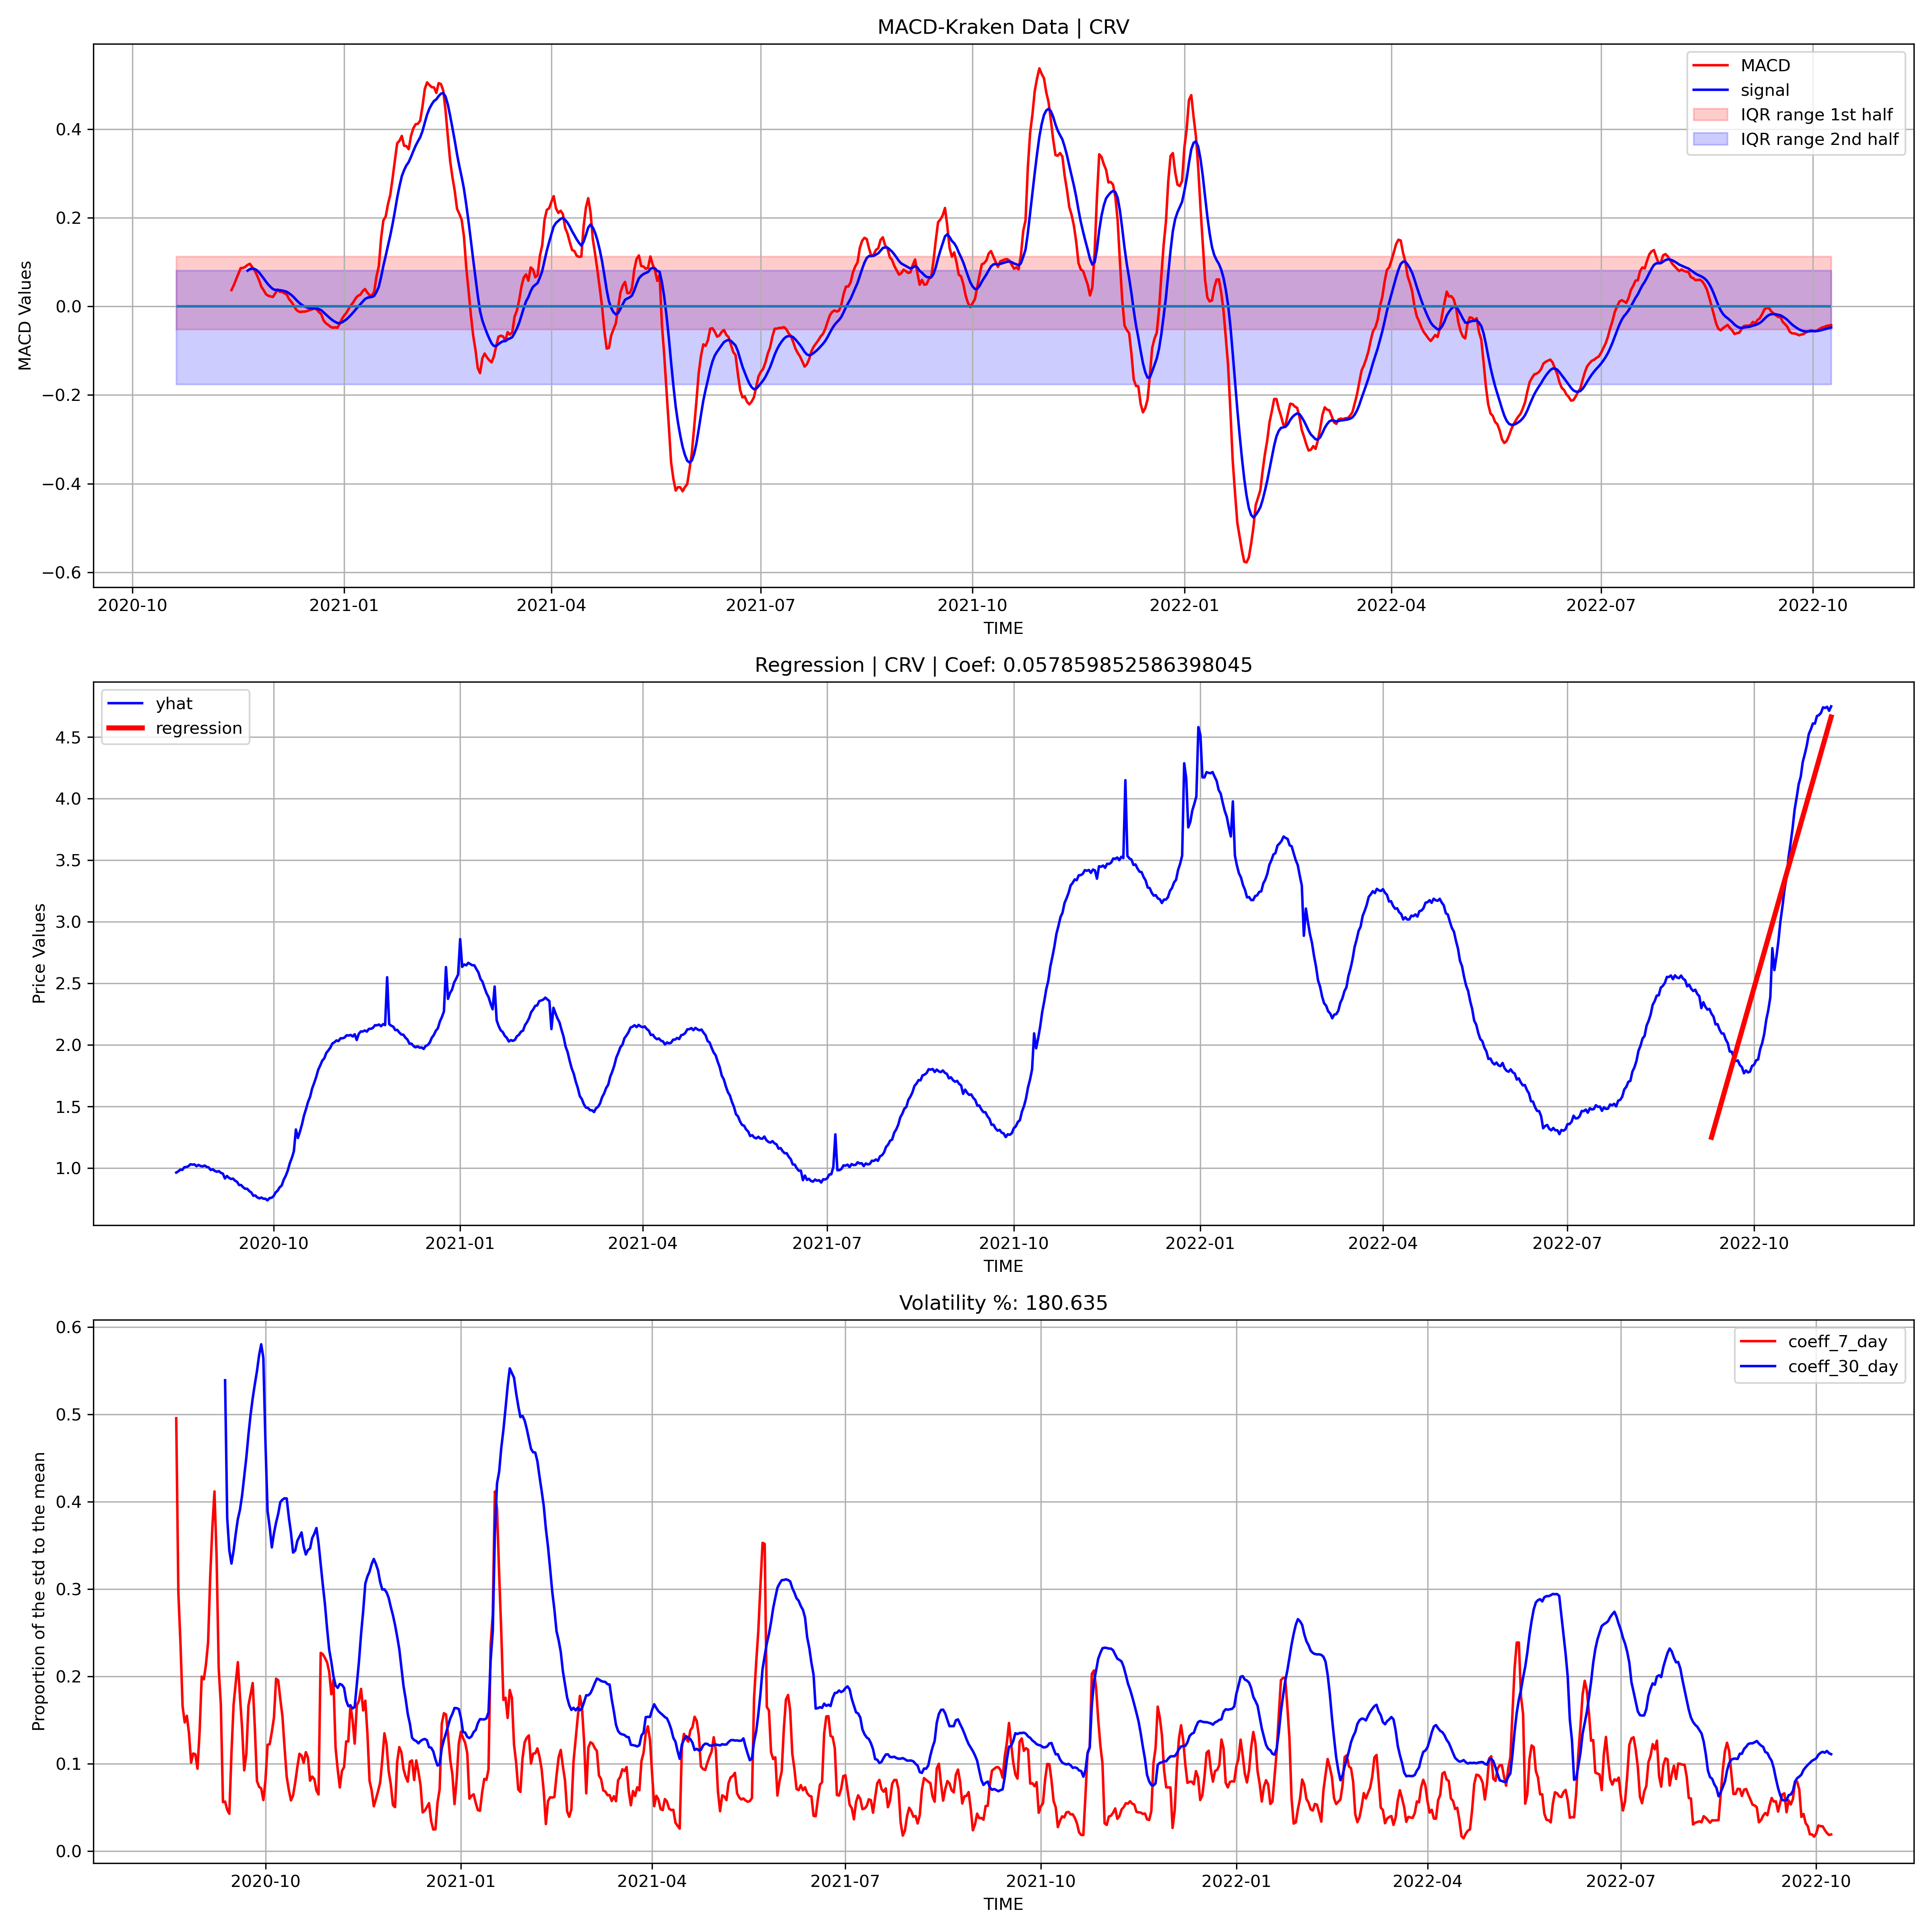 MACD-Kraken Data | CRV
MACD
signal
IQR range 1st half
IQR range 2nd half
MACD Values
0.4
0.2
0.0
−0.2
−0.4
−0.6
2020-10 2021-01 2021-04 2021-07 2021-10 2022-01 2022-04 2022-07 2022-10
TIME
Regression | CRV | Coef: 0.057859852586398045
yhat
regression
Price Values
4.5
4.0
3.5
3.0
2.5
2.0
1.5
1.0
2020-10 2021-01 2021-04 2021-07 2021-10 2022-01 2022-04 2022-07 2022-10
TIME
Volatility %: 180.635
coeff_7_day
coeff_30_day
Proportion of the std to the mean
0.6
0.5
0.4
0.3
0.2
0.1
0.0
2020-10 2021-01 2021-04 2021-07 2021-10 2022-01 2022-04 2022-07 2022-10
TIME